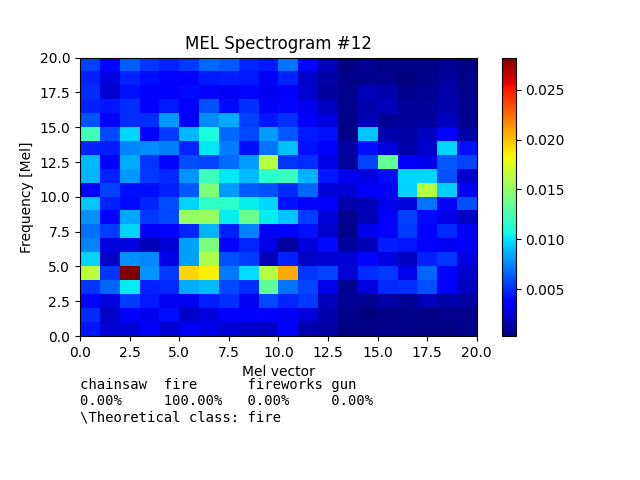 MEL Spectrogram #12
Frequency [Mel]
20.0
17.5
15.0
12.5
10.0
7.5
5.0
2.5
0.0
0.0 2.5 5.0 7.5 10.0 12.5 15.0 17.5 20.0
Mel vector
0.025
0.020
0.015
0.010
0.005
chainsaw fire fireworks gun
0.00% 100.00% 0.00% 0.00%
\Theoretical class: fire